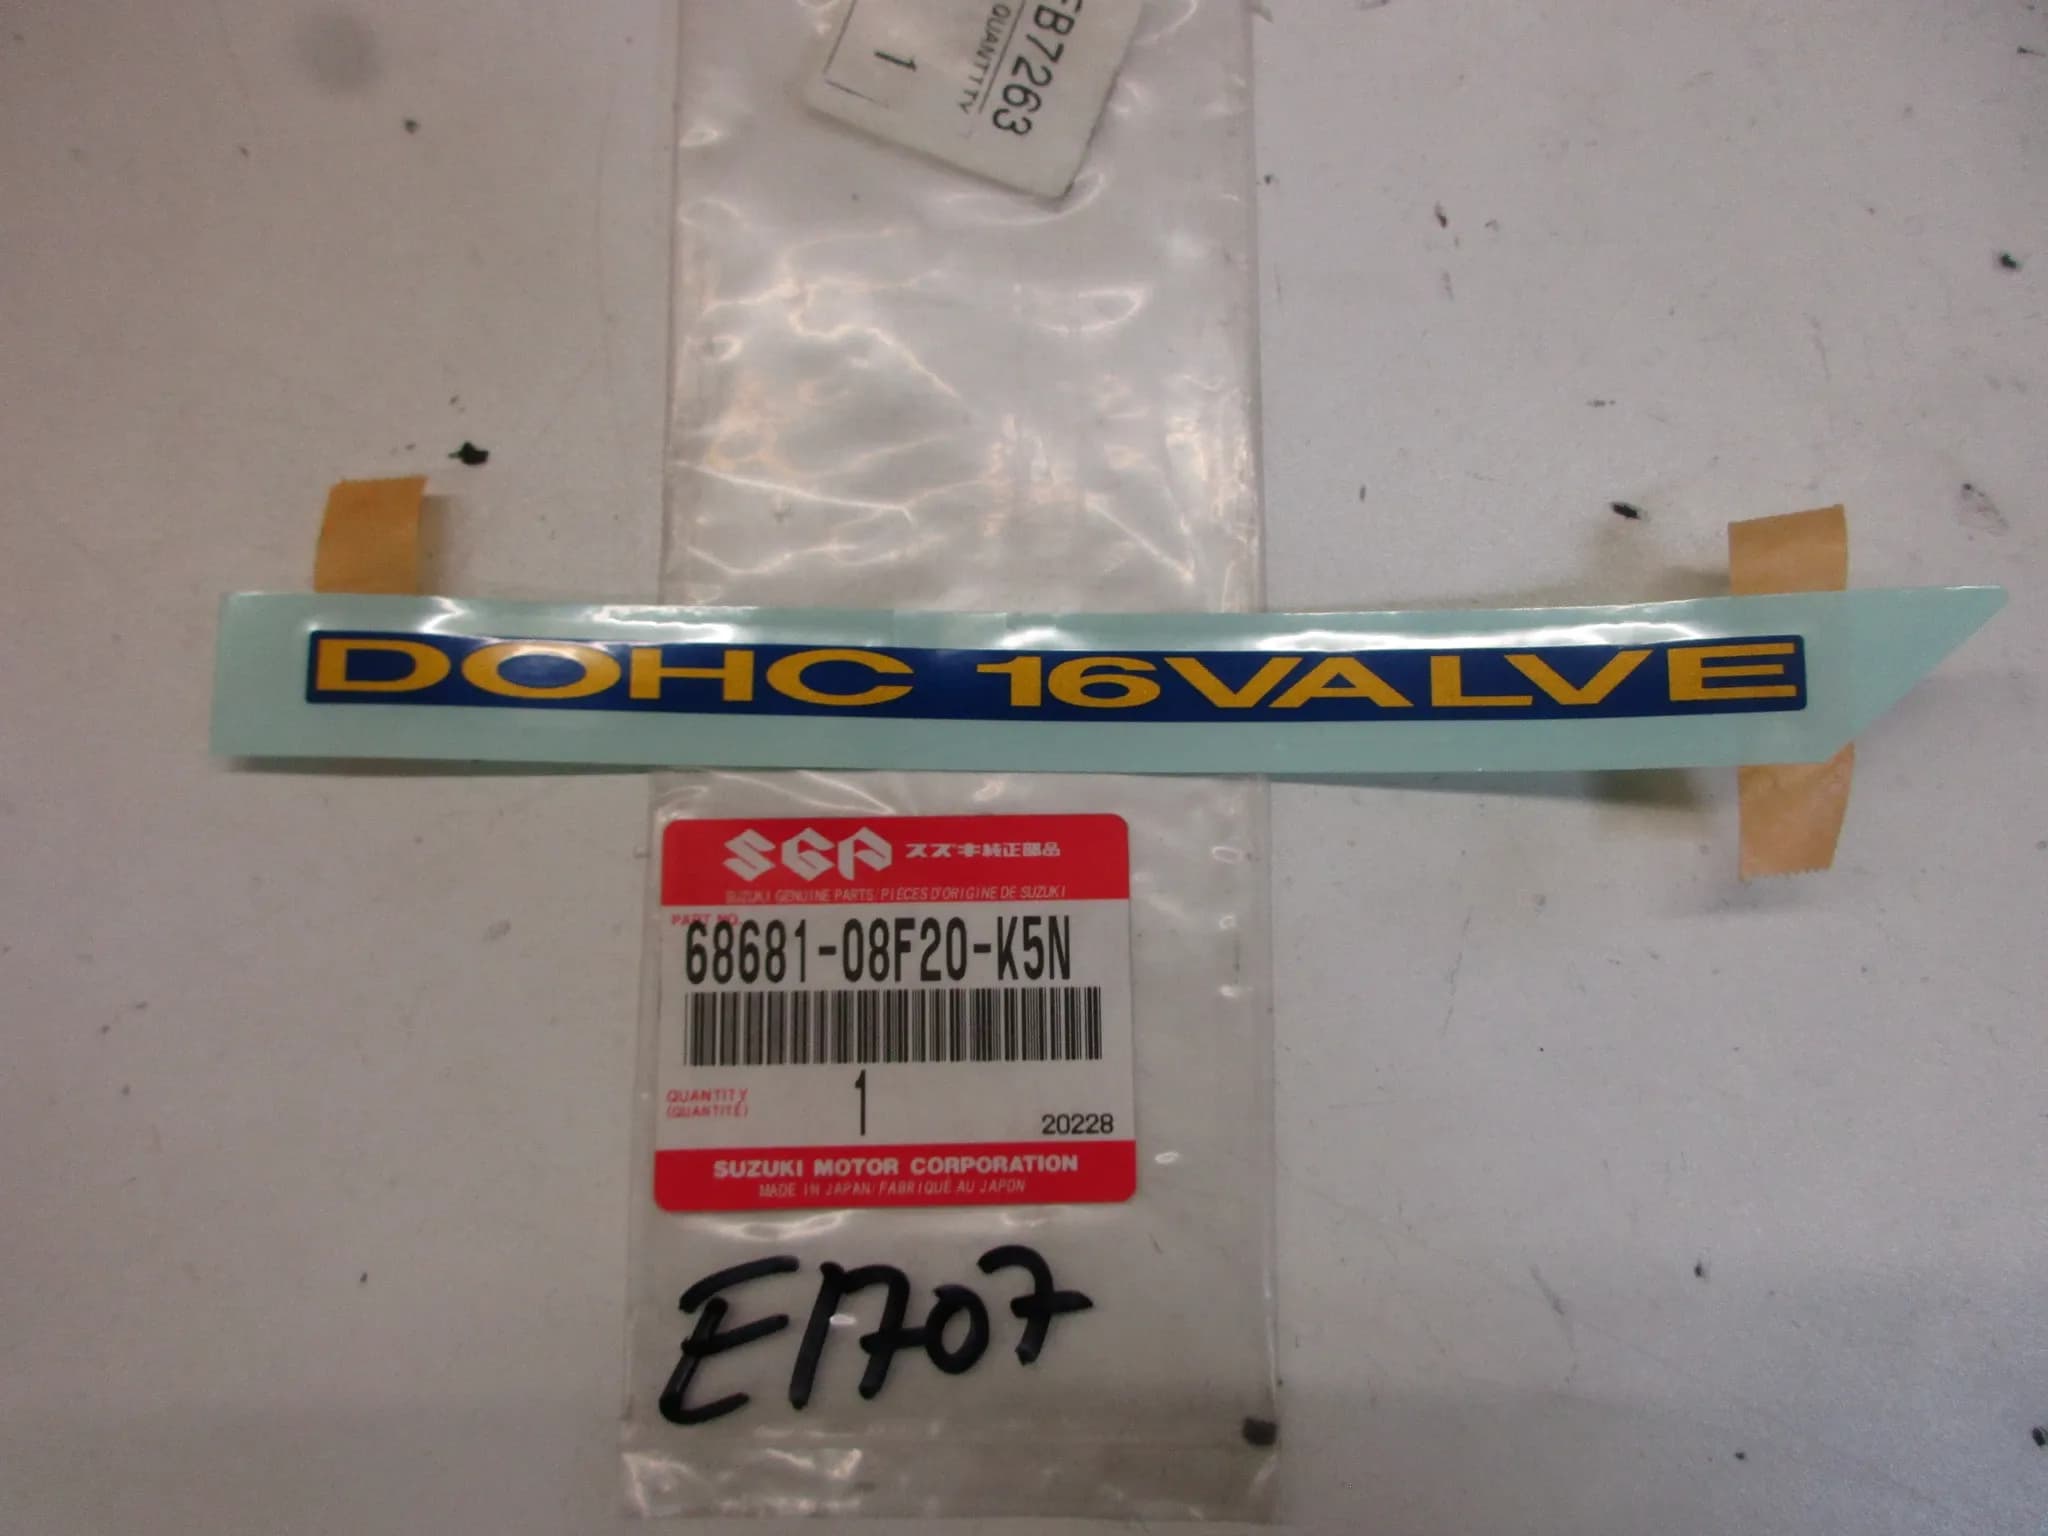 FB7263
QUANTITY
1
DOHC 16VALVE
SGP スズキ純正部品
SUZUKI GENUINE PARTS/PIECES D'ORIGINE DE SUZUKI
PART NO.
68681-08F20-K5N
QUANTITY
(QUANTITÉ)
1
20228
SUZUKI MOTOR CORPORATION
MADE IN JAPAN/FABRIQUÉ AU JAPON
E1707